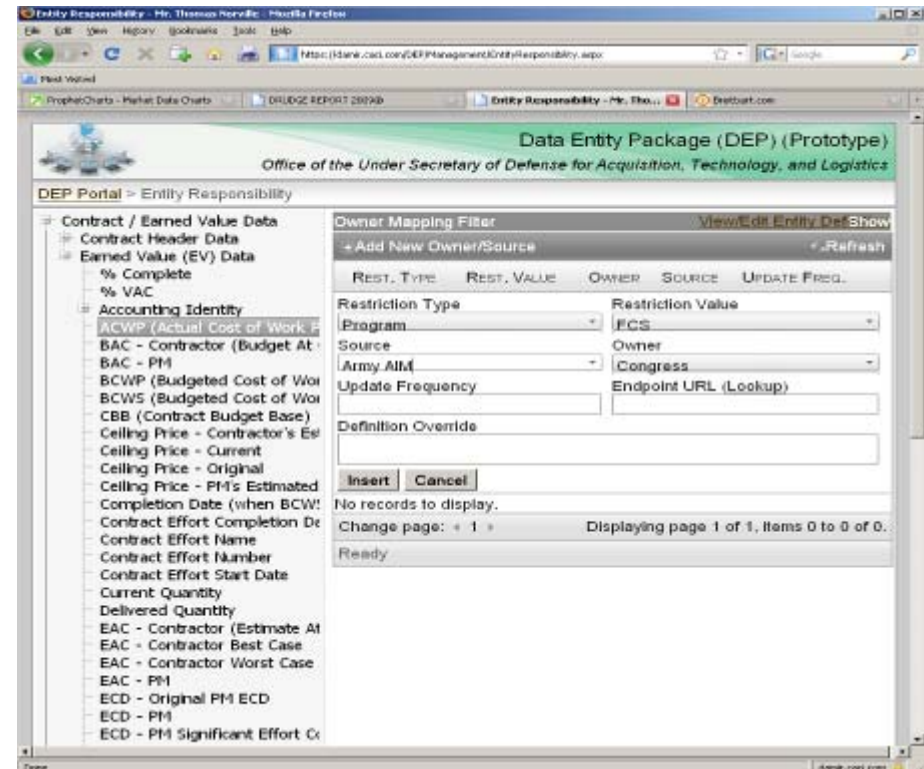 Entity Responsibility - Mr. Thomas Norville - Mozilla Firefox
File Edit View History Bookmarks Tools Help
Google
Most Visited
ProphetCharts - Market Data Charts
DRUDGE REPORT
Entity Responsibility - Mr. Tho...
Breitbart.com
Data Entity Package (DEP) (Prototype)
Office of the Under Secretary of Defense for Acquisition, Technology, and Logistics
DEP Portal > Entity Responsibility
Contract / Earned Value Data
Contract Header Data
Earned Value (EV) Data
% Complete
% VAC
Accounting Identity
ACWP (Actual Cost of Work P
BAC - Contractor (Budget At
BAC - PM
BCWP (Budgeted Cost of Wor
BCWS (Budgeted Cost of Wor
CBB (Contract Budget Base)
Ceiling Price - Contractor's Est
Ceiling Price - Current
Ceiling Price - Original
Ceiling Price - PM's Estimated
Completion Date (when BCWS
Contract Effort Completion Da
Contract Effort Name
Contract Effort Number
Contract Effort Start Date
Current Quantity
Delivered Quantity
EAC - Contractor (Estimate At
EAC - Contractor Best Case
EAC - Contractor Worst Case
EAC - PM
ECD - Original PM ECD
ECD - PM
ECD - PM Significant Effort Co
Owner Mapping Filter View/Edit Entity Def Show
+Add New Owner/Source Refresh
REST. TYPE REST. VALUE OWNER SOURCE UPDATE FREQ.
Restriction Type Restriction Value
Program FCS
Source Owner
Army AIM Congress
Update Frequency Endpoint URL (Lookup)
Definition Override
Insert Cancel
No records to display.
Change page: < 1 > Displaying page 1 of 1, items 0 to 0 of 0.
Ready
Done